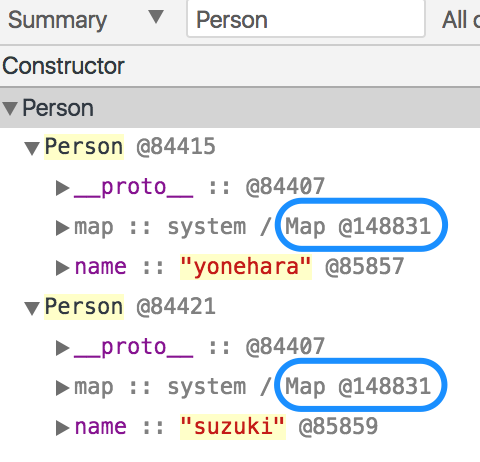 Summary ▼ Person All
Constructor
▼Person
▼Person @84415
▶__proto__ :: @84407
▶map :: system / Map @148831
▶name :: "yonehara" @85857
▼Person @84421
▶__proto__ :: @84407
▶map :: system / Map @148831
▶name :: "suzuki" @85859